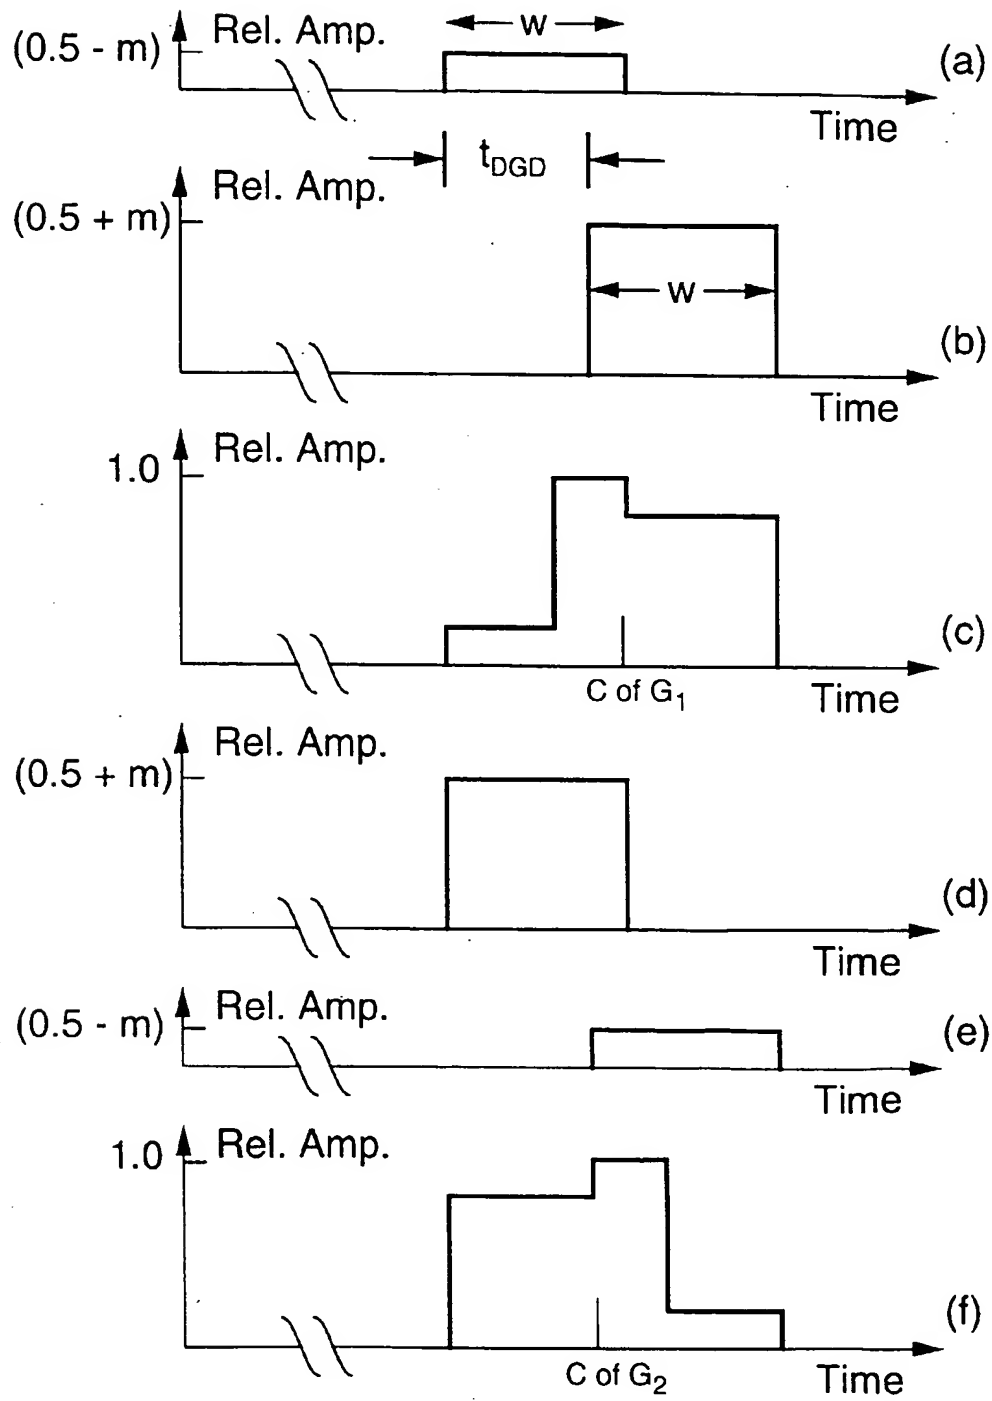 Rel. Amp.
W
(0.5 - m)
(a)
Time
t_DGD
Rel. Amp.
(0.5 + m)
W
(b)
Time
Rel. Amp.
1.0
(c)
C of G₁
Time
Rel. Amp.
(0.5 + m)
(d)
Time
Rel. Amp.
(0.5 - m)
(e)
Time
Rel. Amp.
1.0
(f)
C of G₂
Time